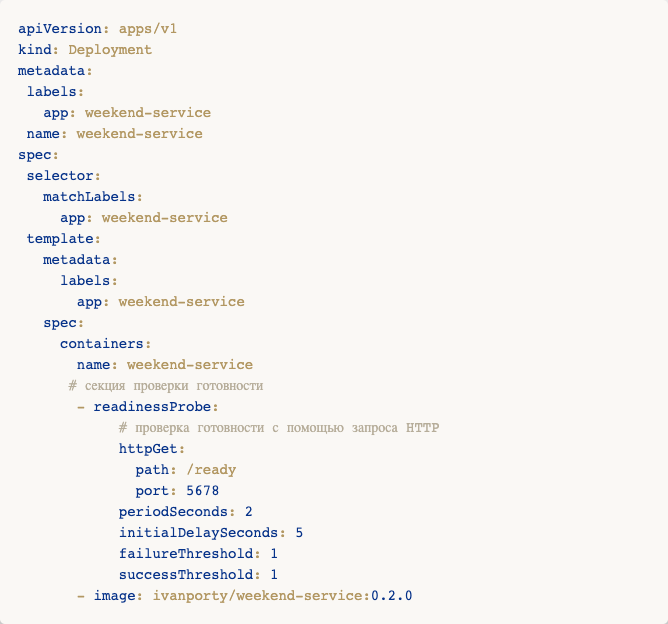 apiVersion: apps/v1
kind: Deployment
metadata:
 labels:
   app: weekend-service
 name: weekend-service
spec:
 selector:
   matchLabels:
     app: weekend-service
 template:
   metadata:
     labels:
       app: weekend-service
   spec:
     containers:
       name: weekend-service
      # секция проверки готовности
       - readinessProbe:
            # проверка готовности с помощью запроса HTTP
            httpGet:
              path: /ready
              port: 5678
            periodSeconds: 2
            initialDelaySeconds: 5
            failureThreshold: 1
            successThreshold: 1
       - image: ivanporty/weekend-service:0.2.0